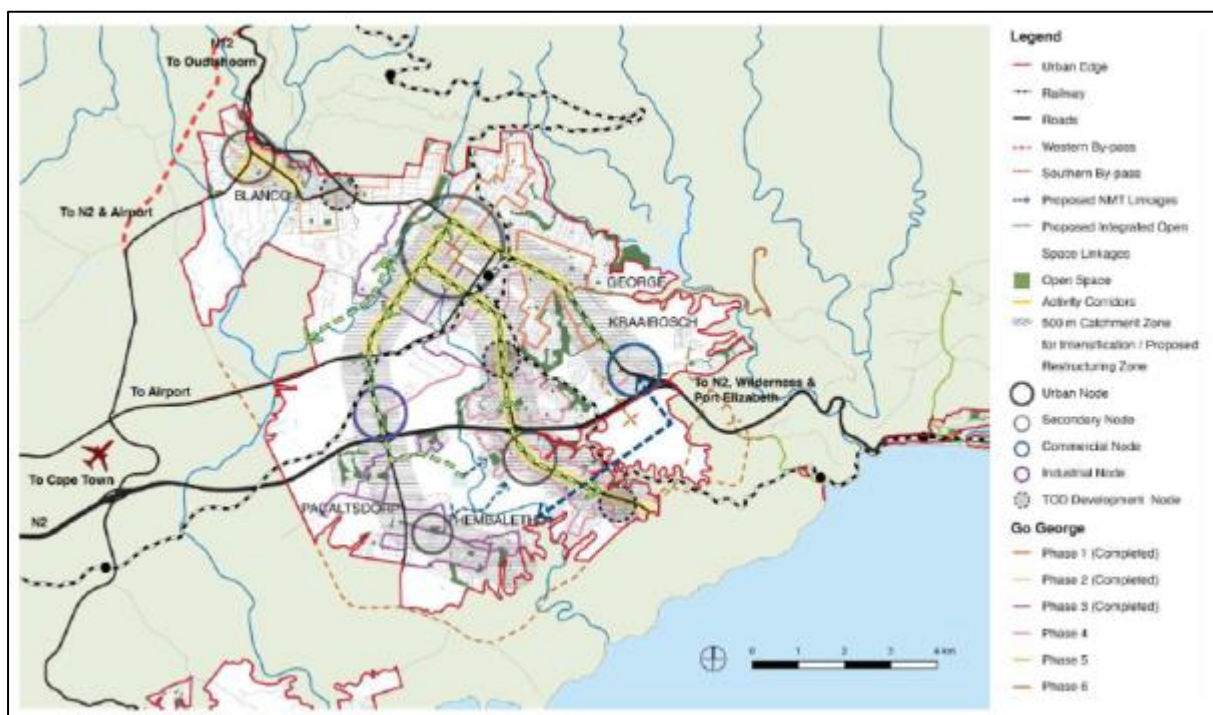 N12
To Oudtshoorn
BLANCO
To N2 & Airport
GEORGE
KRAAIBOSCH
To Airport
To N2, Wilderness &
Port Elizabeth
To Cape Town
N2
PACALTSDORP
THEMBALETHU
0 1 2 3 4 km
Legend
Urban Edge
Railway
Roads
Western By-pass
Southern By-pass
Proposed NMT Linkages
Proposed Integrated Open
Space Linkages
Open Space
Activity Corridors
500 m Catchment Zone
for Intensification / Proposed
Restructuring Zone
Urban Node
Secondary Node
Commercial Node
Industrial Node
TOD Development Node
Go George
Phase 1 (Completed)
Phase 2 (Completed)
Phase 3 (Completed)
Phase 4
Phase 5
Phase 6